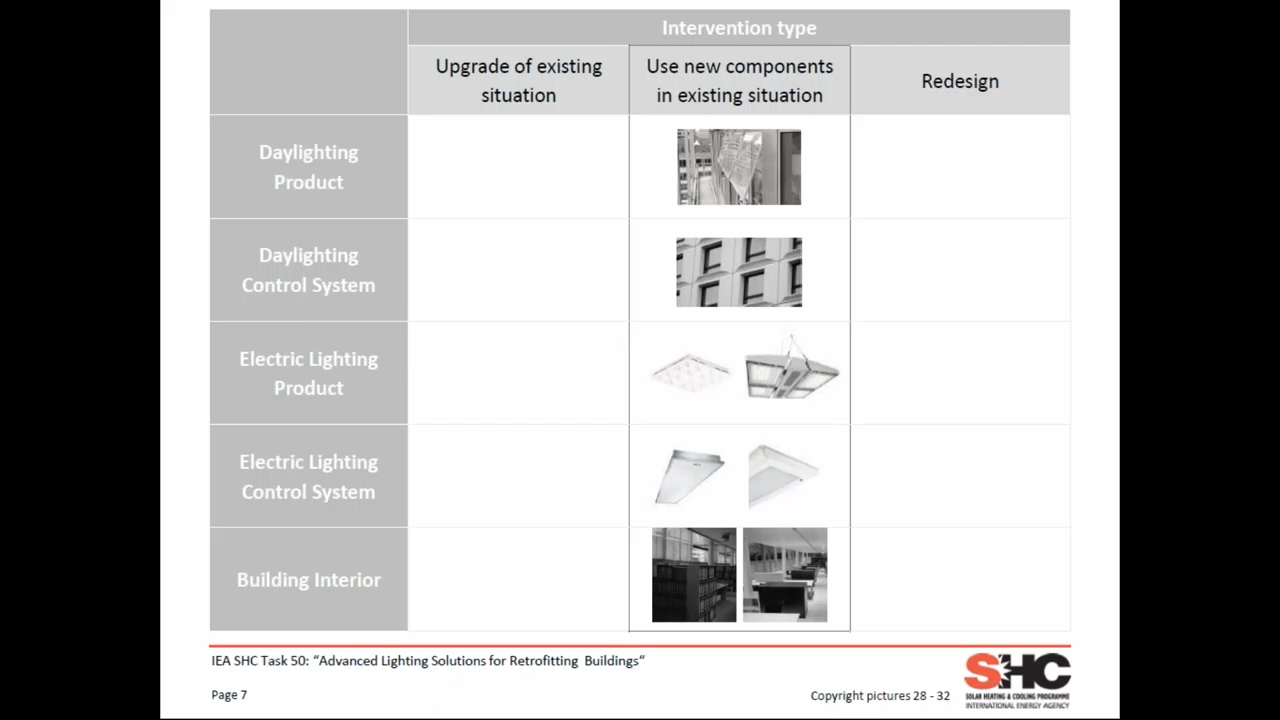 Intervention type
Upgrade of existing
situation
Use new components
in existing situation
Redesign
Daylighting
Product
Daylighting
Control System
Electric Lighting
Product
Electric Lighting
Control System
Building Interior
IEA SHC Task 50: “Advanced Lighting Solutions for Retrofitting Buildings“
Page 7
Copyright pictures 28 - 32
SHC
SOLAR HEATING & COOLING PROGRAMME
INTERNATIONAL ENERGY AGENCY